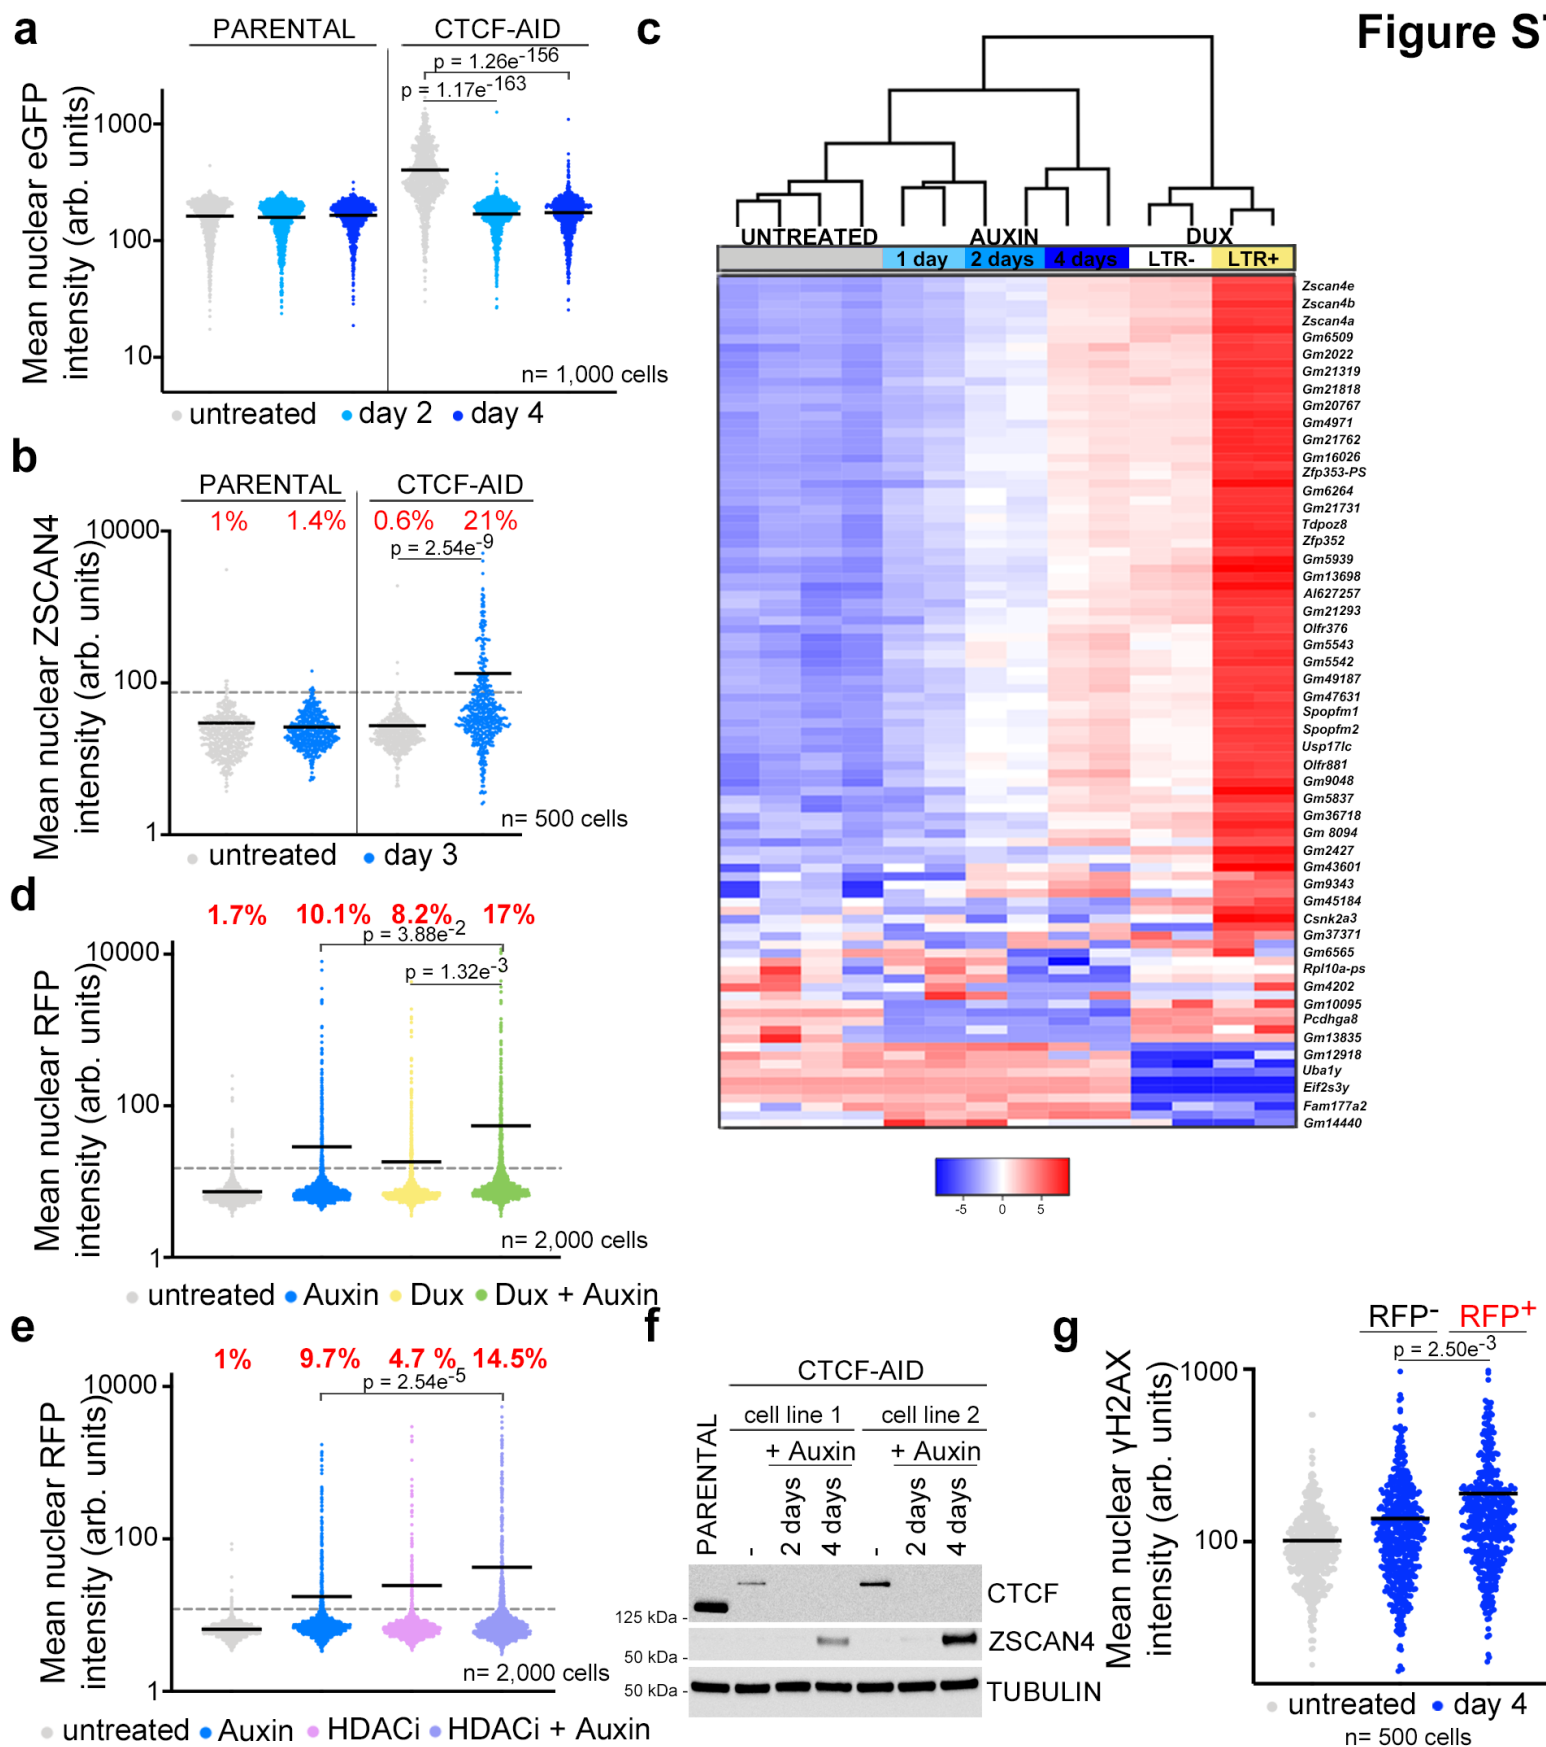 Figure S
a
PARENTAL
CTCF-AID
p = 1.26e-156
p = 1.17e-163
Mean nuclear eGFP
intensity (arb. units)
1000
100
10
n= 1,000 cells
untreated
day 2
day 4
b
PARENTAL
CTCF-AID
1%
1.4%
0.6%
21%
p = 2.54e-9
Mean nuclear ZSCAN4
intensity (arb. units)
10000
100
1
n= 500 cells
untreated
day 3
c
UNTREATED
AUXIN
DUX
1 day
2 days
4 days
LTR-
LTR+
Zscan4e
Zscan4b
Zscan4a
Gm6509
Gm2022
Gm21319
Gm21818
Gm20767
Gm4971
Gm21762
Gm16026
Zfp353-PS
Gm6264
Gm21731
Tdpoz8
Zfp352
Gm5939
Gm13698
AI627257
Gm21293
Olfr376
Gm5543
Gm5542
Gm49187
Gm47631
Spopfm1
Spopfm2
Usp17lc
Olfr881
Gm9048
Gm5837
Gm36718
Gm 8094
Gm2427
Gm43601
Gm9343
Gm45184
Csnk2a3
Gm37371
Gm6565
Rpl10a-ps
Gm4202
Gm10095
Pcdhga8
Gm13835
Gm12918
Uba1y
Eif2s3y
Fam177a2
Gm14440
-5
0
5
d
1.7%
10.1%
8.2%
17%
p = 3.88e-2
p = 1.32e-3
Mean nuclear RFP
intensity (arb. units)
10000
100
1
n= 2,000 cells
untreated
Auxin
Dux
Dux + Auxin
e
1%
9.7%
4.7 %
14.5%
p = 2.54e-5
Mean nuclear RFP
intensity (arb. units)
10000
100
1
n= 2,000 cells
untreated
Auxin
HDACi
HDACi + Auxin
f
CTCF-AID
cell line 1
cell line 2
+ Auxin
+ Auxin
PARENTAL
-
2 days
4 days
-
2 days
4 days
CTCF
125 kDa -
ZSCAN4
50 kDa -
50 kDa -
TUBULIN
g
RFP-
RFP+
p = 2.50e-3
Mean nuclear γH2AX
intensity (arb. units)
1000
100
untreated
day 4
n= 500 cells